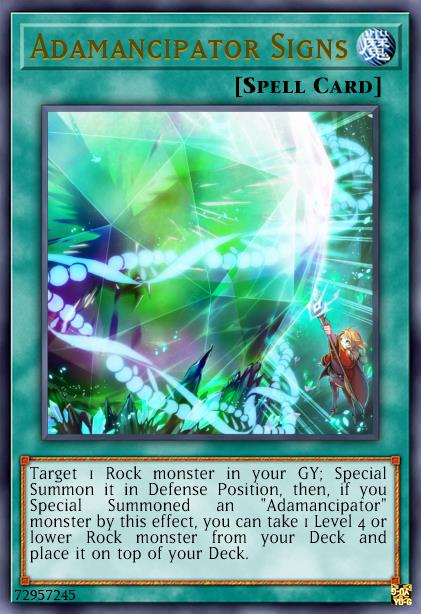 Adamancipator Signs
魔
[Spell Card]
Target 1 Rock monster in your GY; Special
Summon it in Defense Position, then, if you
Special Summoned an "Adamancipator"
monster by this effect, you can take 1 Level 4 or
lower Rock monster from your Deck and
place it on top of your Deck.
72957245